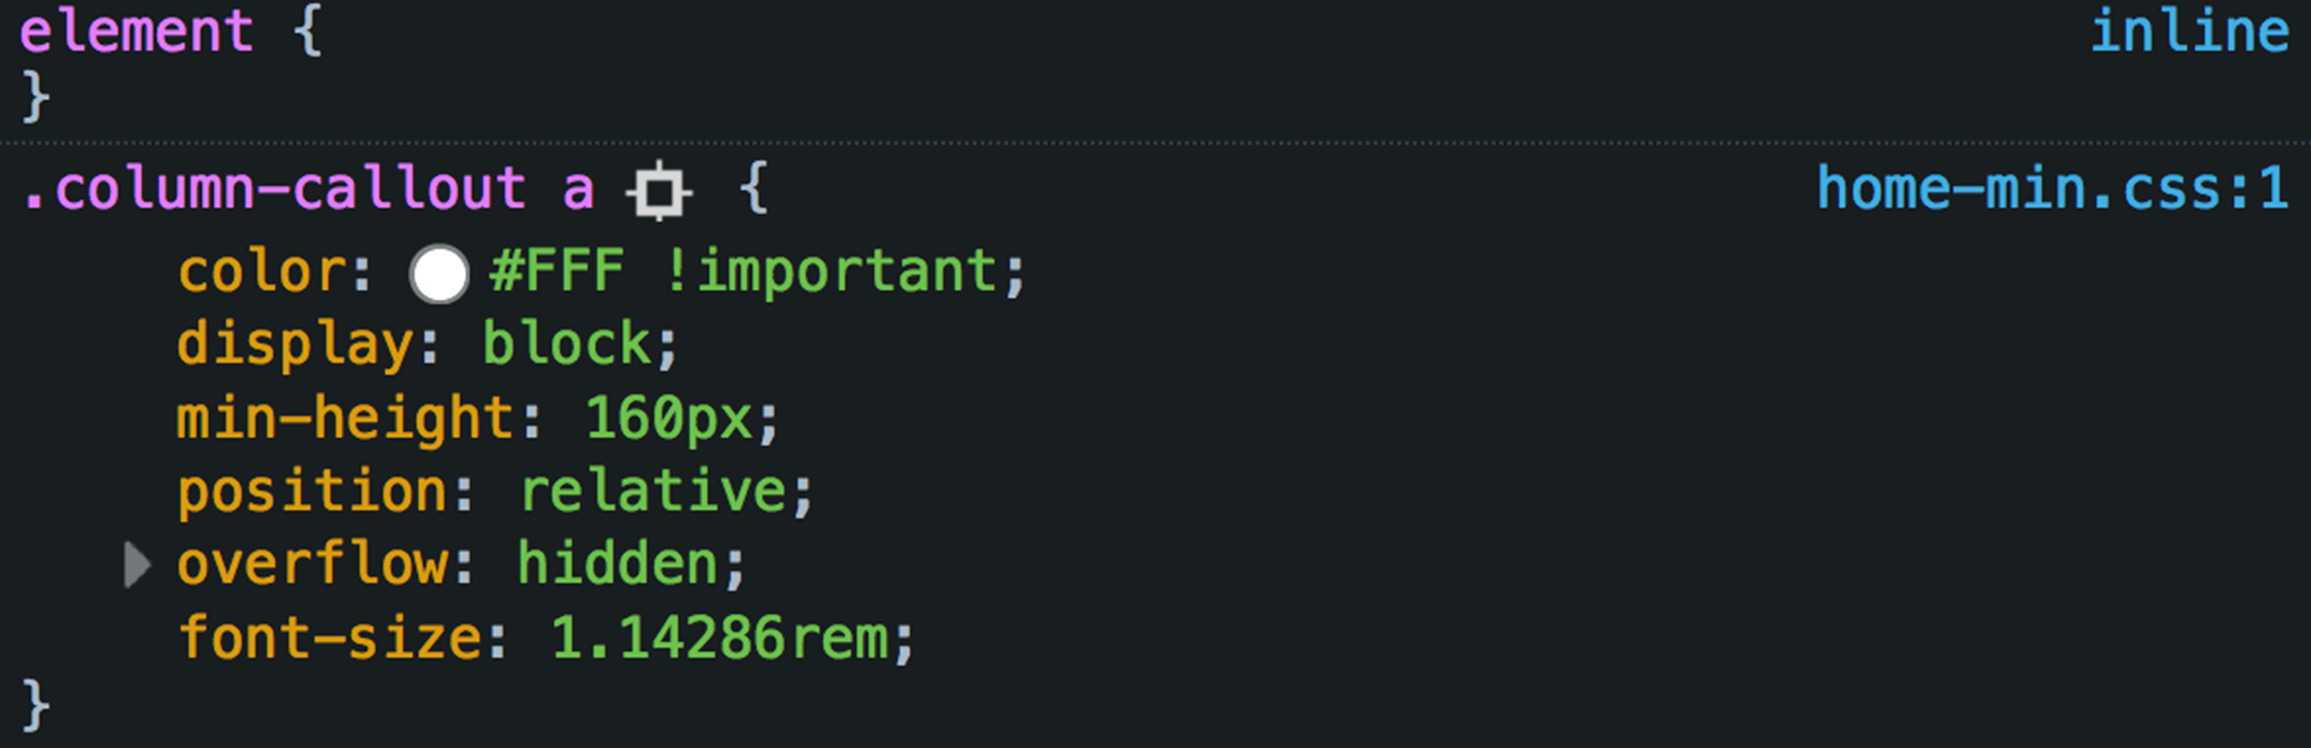 element { inline
}
.column-callout a { home-min.css:1
color: #FFF !important;
display: block;
min-height: 160px;
position: relative;
overflow: hidden;
font-size: 1.14286rem;
}